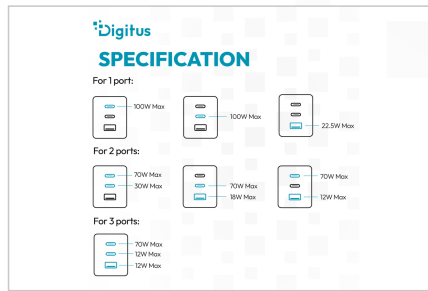 Digitus
SPECIFICATION
For 1 port:
100W Max
100W Max
22.5W Max
For 2 ports:
70W Max
30W Max
70W Max
18W Max
70W Max
12W Max
For 3 ports:
70W Max
12W Max
12W Max